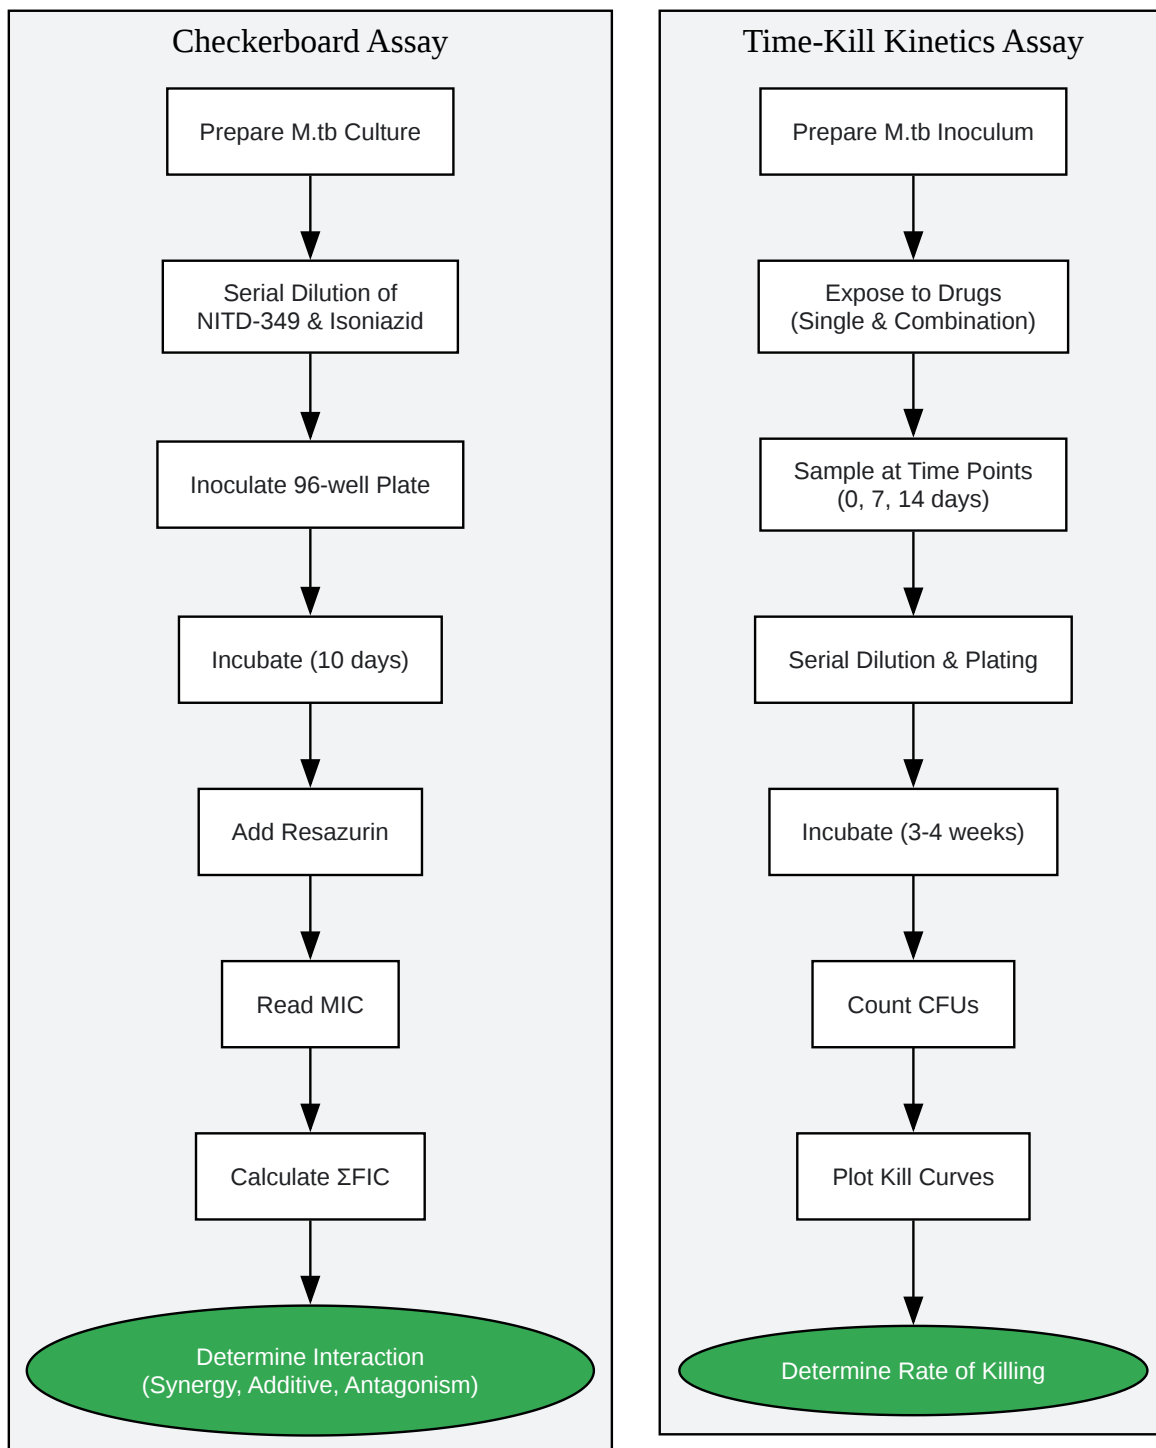 Checkerboard Assay
Prepare M.tb Culture
Serial Dilution of
NITD-349 & Isoniazid
Inoculate 96-well Plate
Incubate (10 days)
Add Resazurin
Read MIC
Calculate ΣFIC
Determine Interaction
(Synergy, Additive, Antagonism)
Time-Kill Kinetics Assay
Prepare M.tb Inoculum
Expose to Drugs
(Single & Combination)
Sample at Time Points
(0, 7, 14 days)
Serial Dilution & Plating
Incubate (3-4 weeks)
Count CFUs
Plot Kill Curves
Determine Rate of Killing